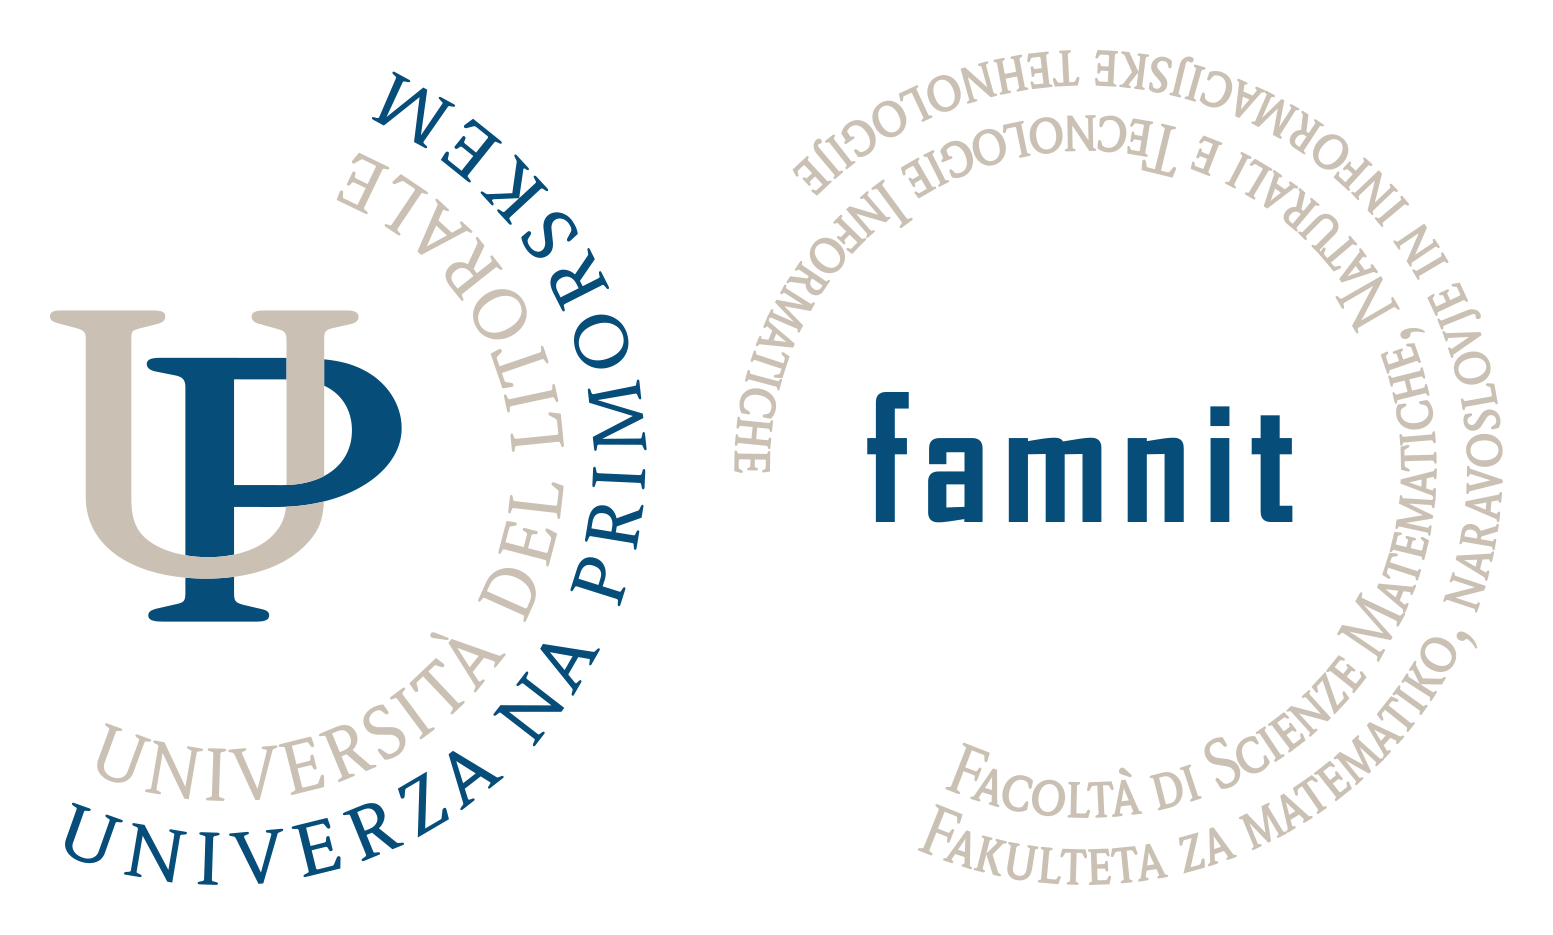 UP
UNIVERSITÀ DEL LITORALE
UNIVERZA NA PRIMORSKEM
famnit
FACOLTÀ DI SCIENZE MATEMATICHE, NATURALI E TECNOLOGIE INFORMATICHE
FAKULTETA ZA MATEMATIKO, NARAVOSLOVJE IN INFORMACIJSKE TEHNOLOGIJE